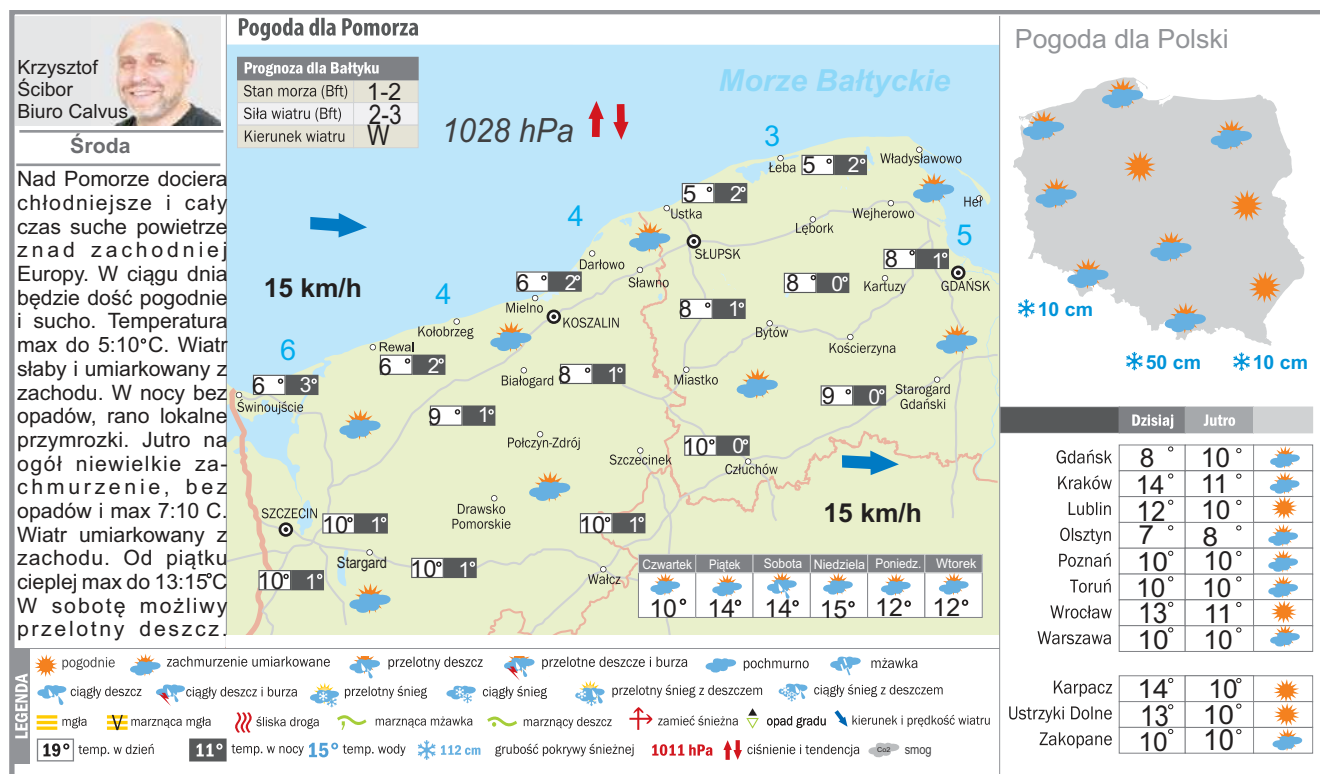 Krzysztof
Ścibor
Biuro Calvus
Środa
Nad Pomorze dociera
chłodniejsze i cały
czas suche powietrze
znad zachodniej
Europy. W ciągu dnia
będzie dość pogodnie
i sucho. Temperatura
max do 5:10°C. Wiatr
słaby i umiarkowany z
zachodu. W nocy bez
opadów, rano lokalne
przymrozki. Jutro na
ogół niewielkie za-
chmurzenie, bez
opadów i max 7:10 C.
Wiatr umiarkowany z
zachodu. Od piątku
cieplej max do 13:15°C
W sobotę możliwy
przelotny deszcz.
Pogoda dla Pomorza
Prognoza dla Bałtyku
Stan morza (Bft) 1-2
Siła wiatru (Bft) 2-3
Kierunek wiatru W
Morze Bałtyckie
1028 hPa
3
Łeba
5° 2°
Władysławowo
5° 2°
Ustka
Hel
Wejherowo
Lębork
4
5
SŁUPSK
15 km/h
Darłowo
8° 1°
GDAŃSK
6° 2°
Sławno
8° 0°
Kartuzy
4
Mielno
KOSZALIN
8° 1°
Bytów
Kołobrzeg
Kościerzyna
6
Rewal
6° 2°
Białogard
8° 1°
Miastko
6° 3°
Świnoujście
9° 0°
Starogard
Gdański
9° 1°
Połczyn-Zdrój
10° 0°
Szczecinek
Człuchów
Drawsko
Pomorskie
SZCZECIN
10° 1°
10° 1°
15 km/h
Stargard
10° 1°
10° 1°
Wałcz
Czwartek Piątek Sobota Niedziela Poniedz. Wtorek
10° 14° 14° 15° 12° 12°
Pogoda dla Polski
10 cm
50 cm 10 cm
Dzisiaj Jutro
Gdańsk 8° 10°
Kraków 14° 11°
Lublin 12° 10°
Olsztyn 7° 8°
Poznań 10° 10°
Toruń 10° 10°
Wrocław 13° 11°
Warszawa 10° 10°
Karpacz 14° 10°
Ustrzyki Dolne 13° 10°
Zakopane 10° 10°
LEGENDA
pogodnie zachmurzenie umiarkowane przelotny deszcz przelotne deszcze i burza pochmurno mżawka
ciągły deszcz ciągły deszcz i burza przelotny śnieg ciągły śnieg przelotny śnieg z deszczem ciągły śnieg z deszczem
mgła marznąca mgła śliska droga marznąca mżawka marznący deszcz zamieć śnieżna opad gradu kierunek i prędkość wiatru
19° temp. w dzień 11° temp. w nocy 15° temp. wody 112 cm grubość pokrywy śnieżnej 1011 hPa ciśnienie i tendencja Co2 smog